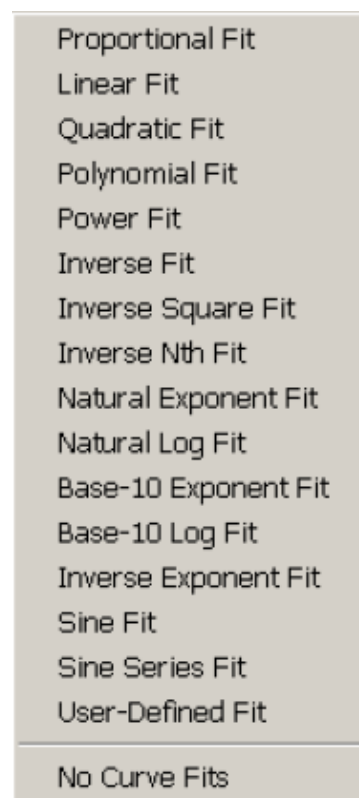 Proportional Fit
Linear Fit
Quadratic Fit
Polynomial Fit
Power Fit
Inverse Fit
Inverse Square Fit
Inverse Nth Fit
Natural Exponent Fit
Natural Log Fit
Base-10 Exponent Fit
Base-10 Log Fit
Inverse Exponent Fit
Sine Fit
Sine Series Fit
User-Defined Fit
No Curve Fits